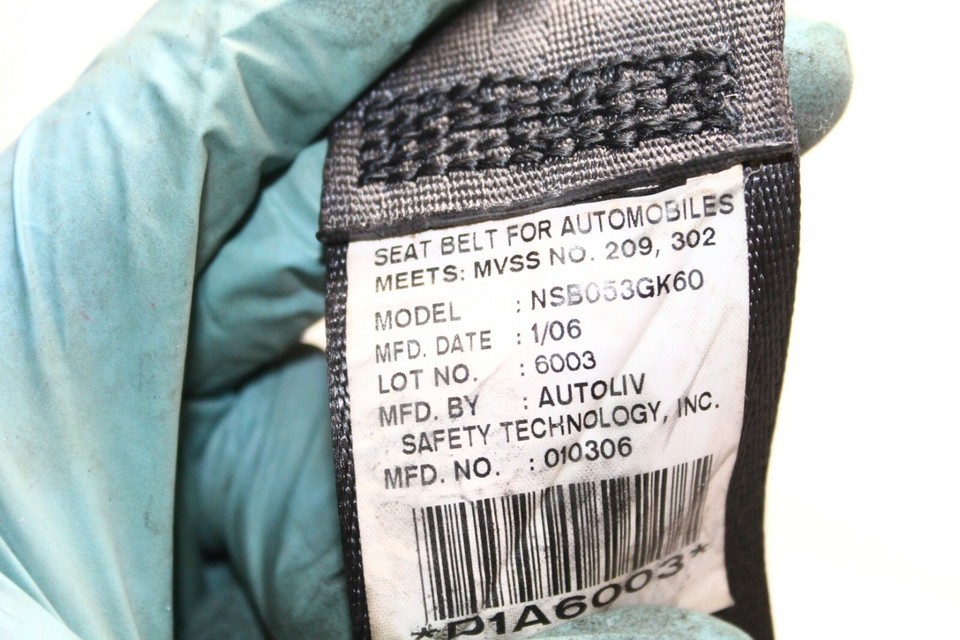 SEAT BELT FOR AUTOMOBILES
MEETS: MVSS NO. 209, 302
MODEL : NSB053GK60
MFD. DATE : 1/06
LOT NO. : 6003
MFD. BY : AUTOLIV
SAFETY TECHNOLOGY, INC.
MFD. NO. : 010306
*P1A6003*